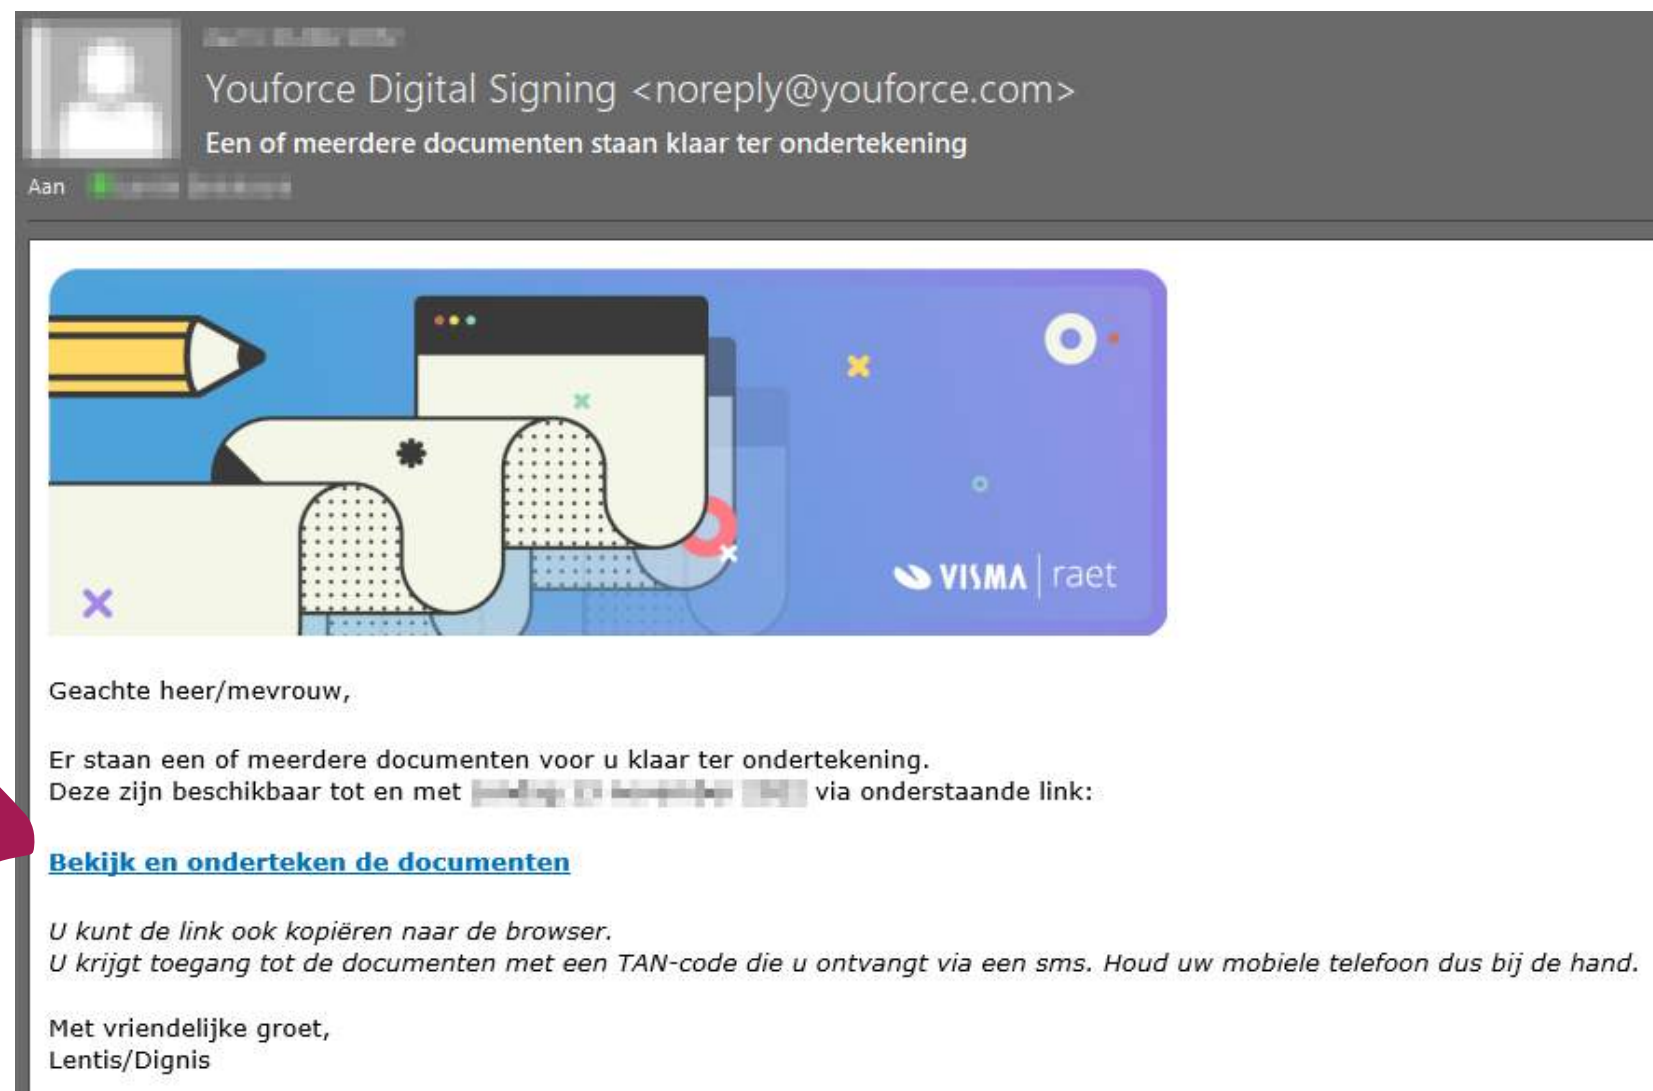 Youforce Digital Signing <noreply@youforce.com>
Een of meerdere documenten staan klaar ter ondertekening
Aan
VISMA | raet
Geachte heer/mevrouw,
Er staan een of meerdere documenten voor u klaar ter ondertekening.
Deze zijn beschikbaar tot en met via onderstaande link:
Bekijk en onderteken de documenten
U kunt de link ook kopiëren naar de browser.
U krijgt toegang tot de documenten met een TAN-code die u ontvangt via een sms. Houd uw mobiele telefoon dus bij de hand.
Met vriendelijke groet,
Lentis/Dignis